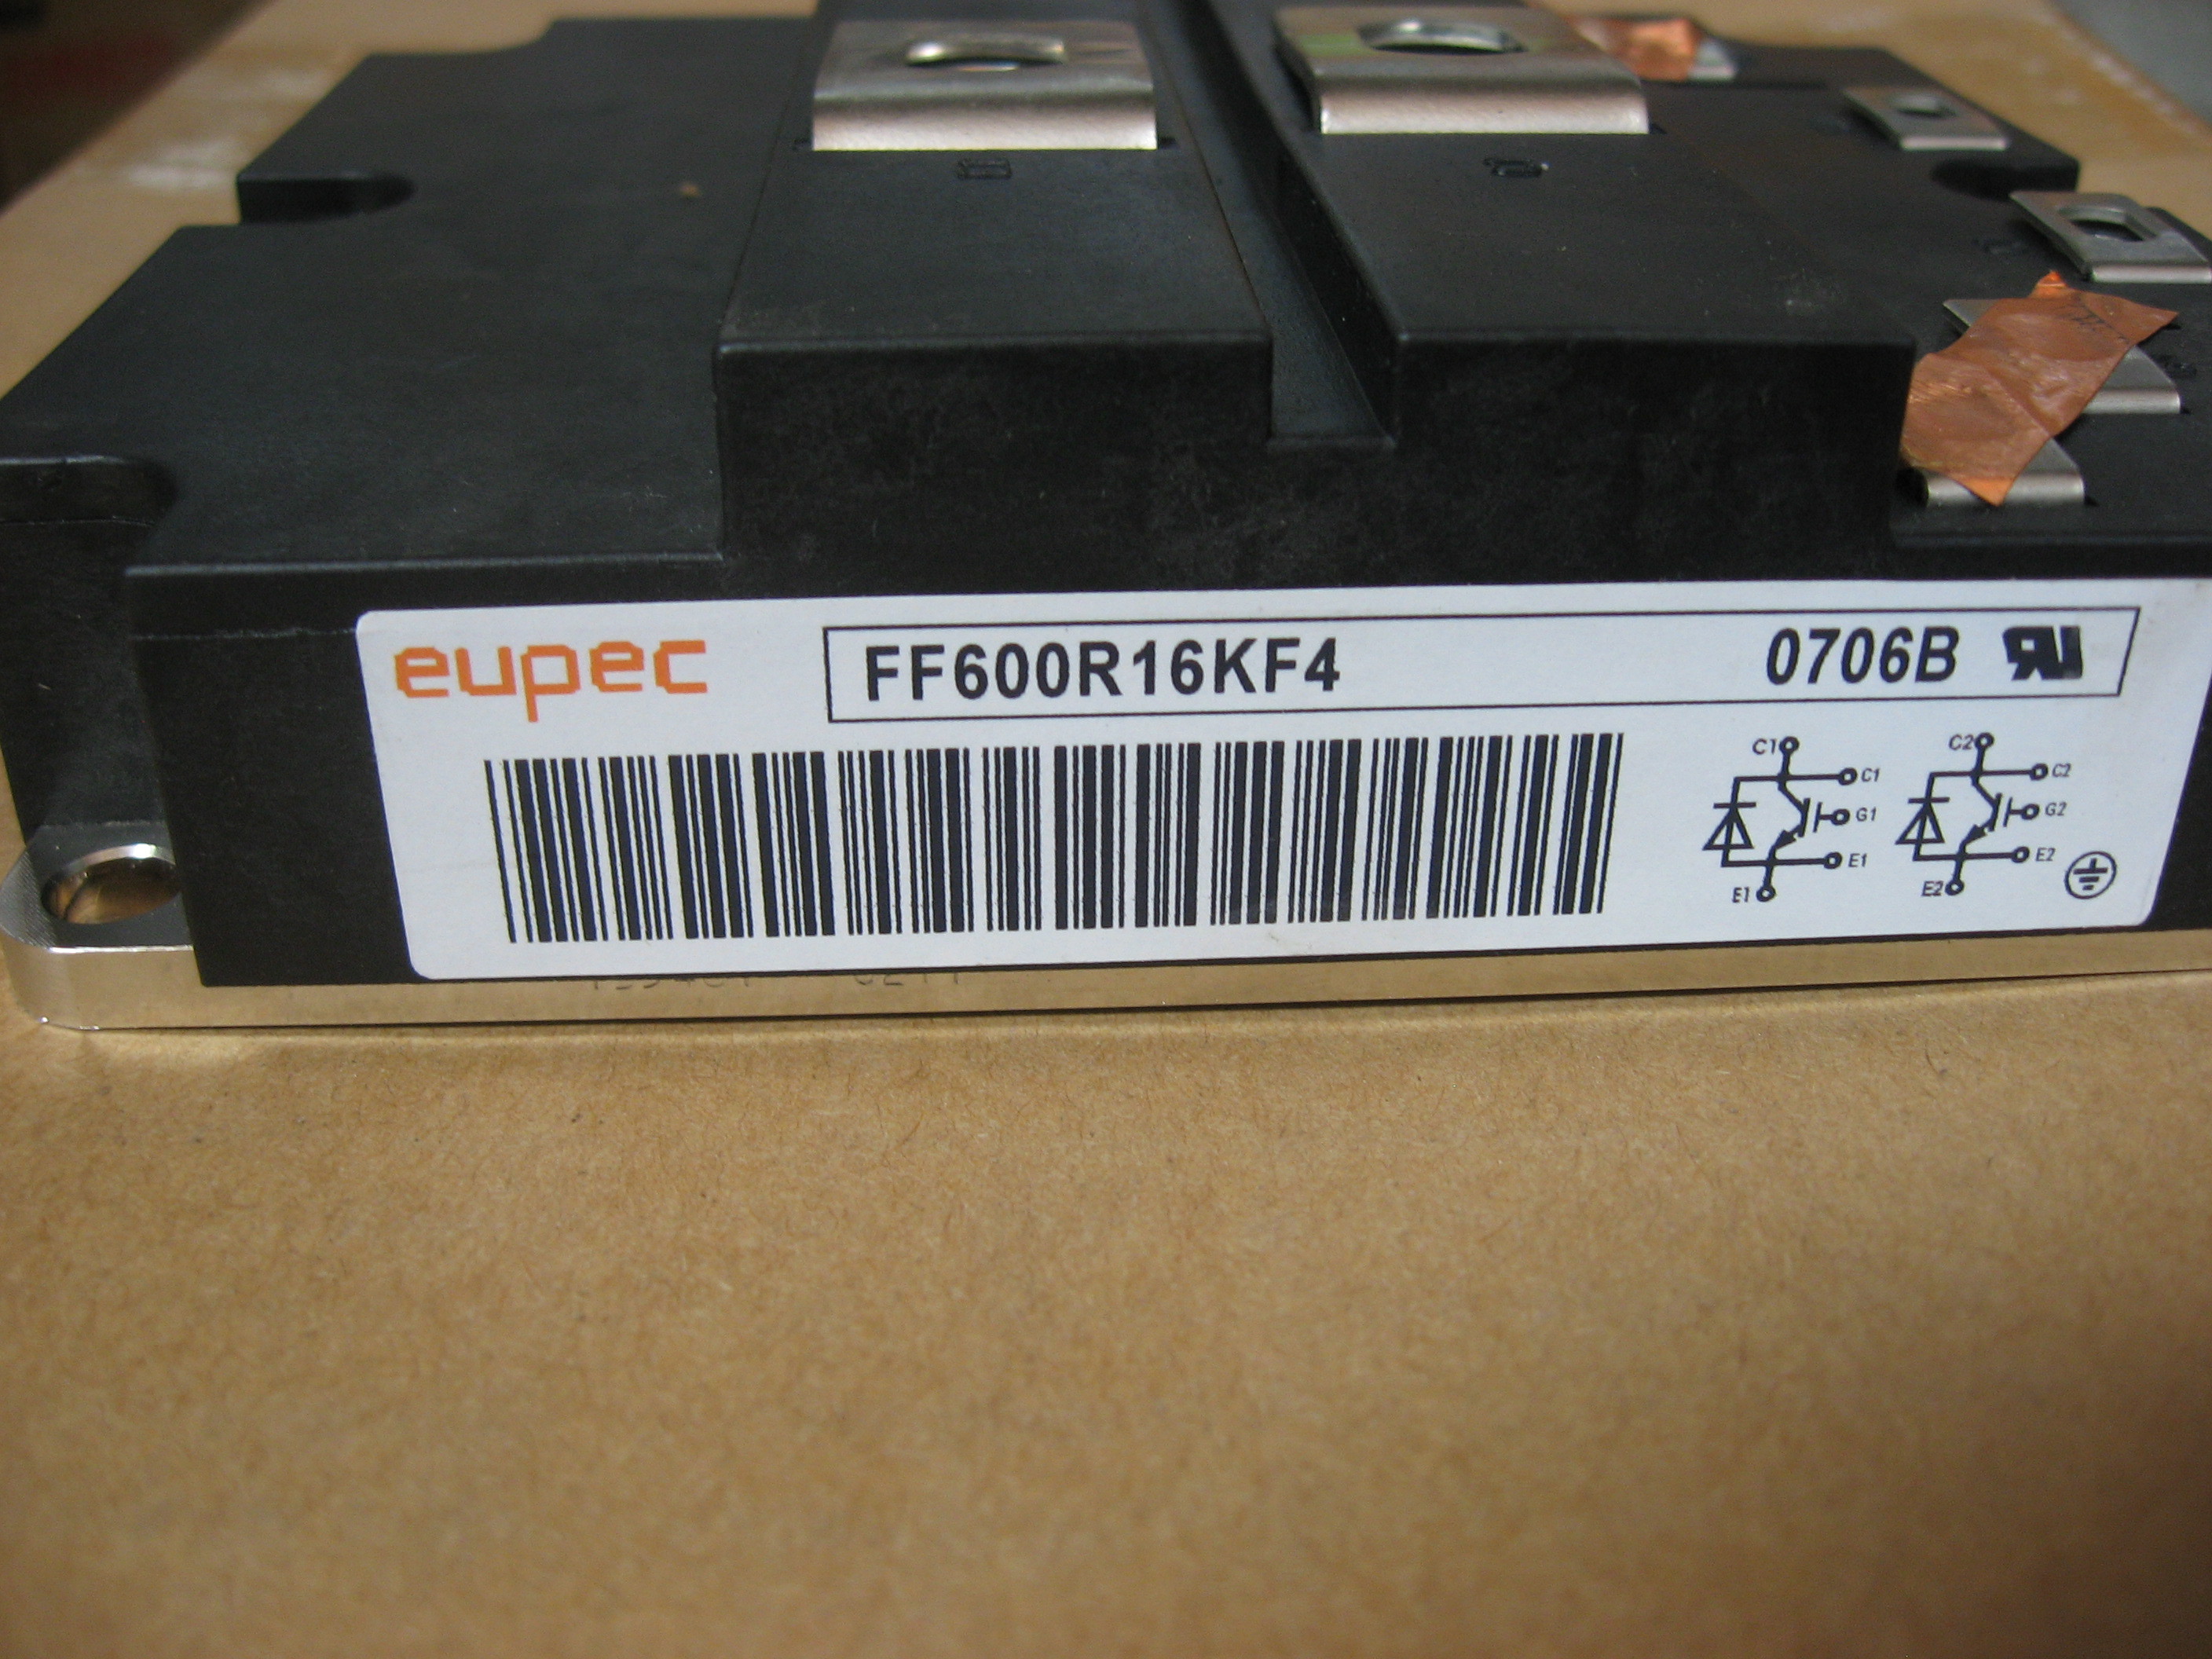 eupec FF600R16KF4 0706B
C1 C2
C1 C2
G1 G2
E1 E2
E1 E2